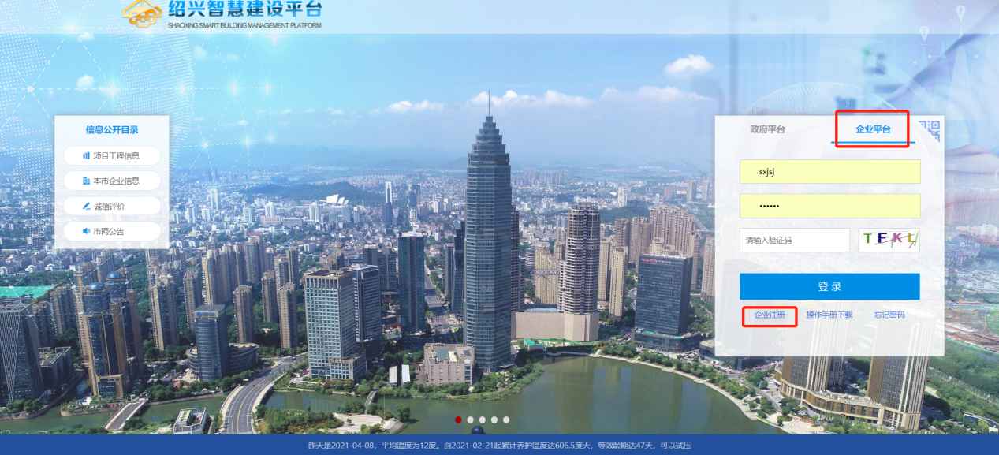 绍兴智慧建设平台
SHAOXING SMART BUILDING MANAGEMENT PLATFORM
信息公开目录
项目工程信息
本市企业信息
诚信评价
市网公告
政府平台 企业平台
sxjsj
••••••
请输入验证码 TFKL
登录
企业注册 操作手册下载 忘记密码
昨天是2021-04-08，平均温度为12度。自2021-02-21起累计养护温度达606.5度天，等效龄期达47天，可以试压